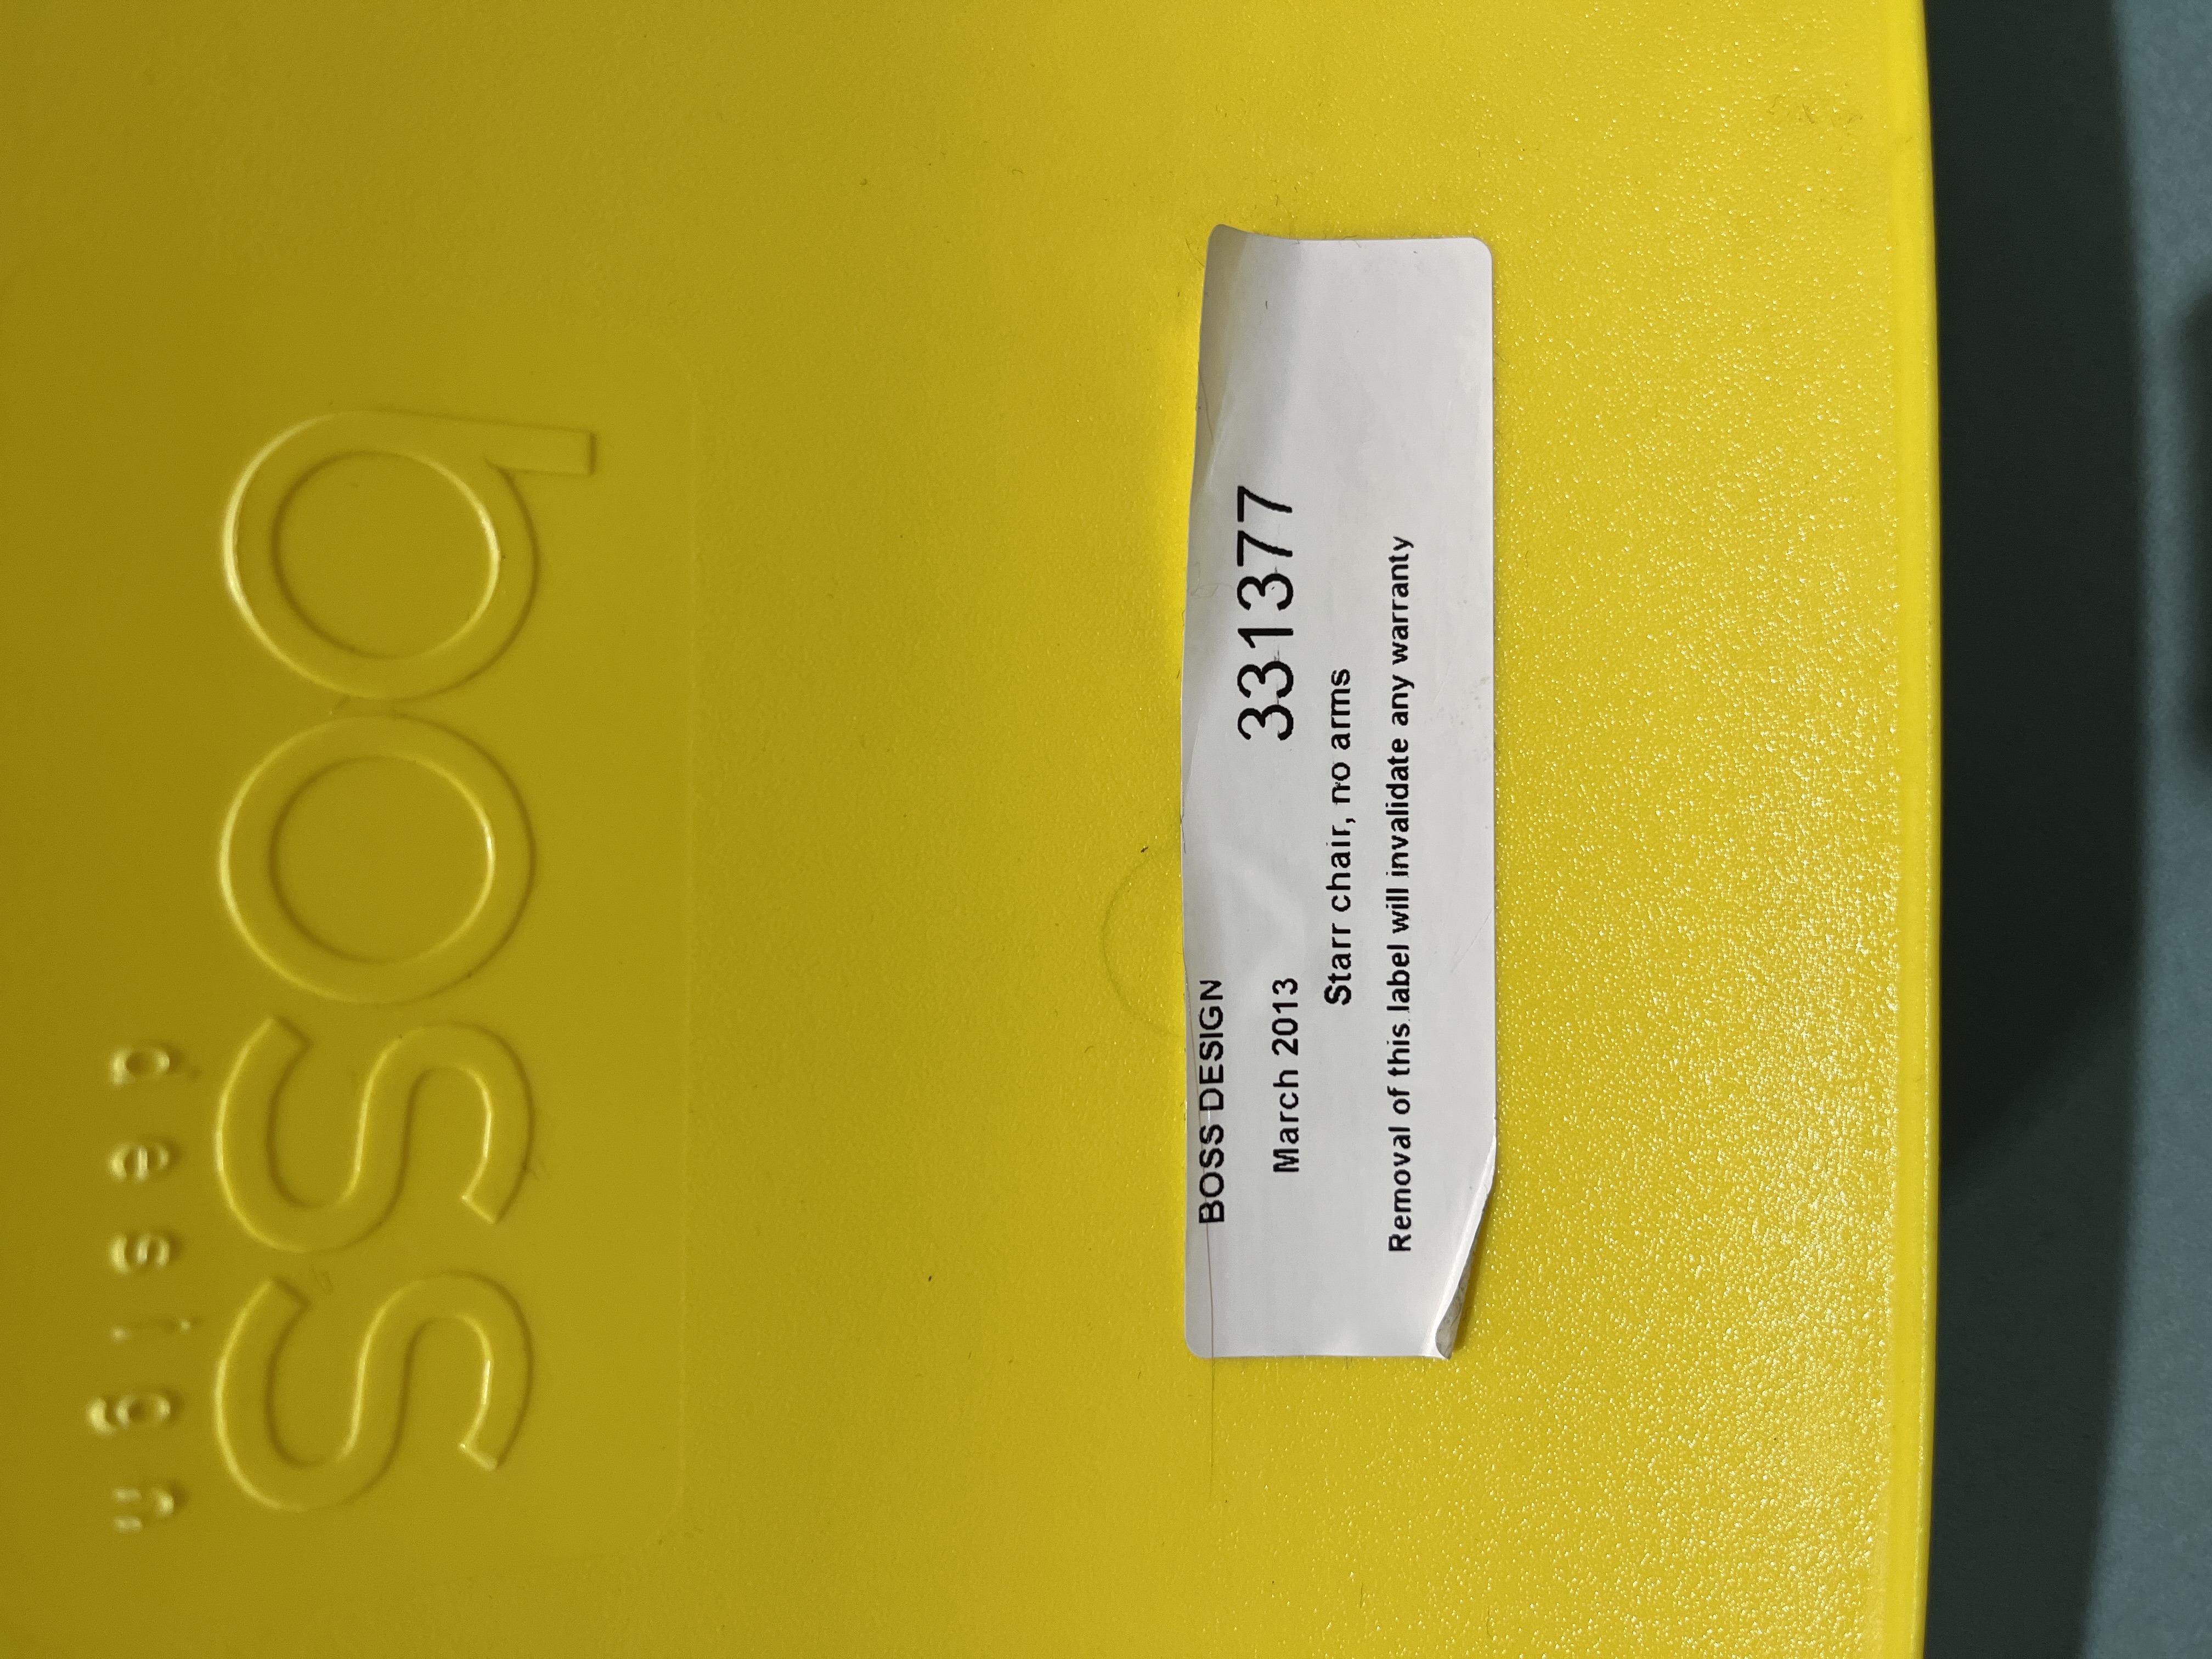 boss
design
BOSS DESIGN
March 2013 331377
Starr chair, no arms
Removal of this label will invalidate any warranty